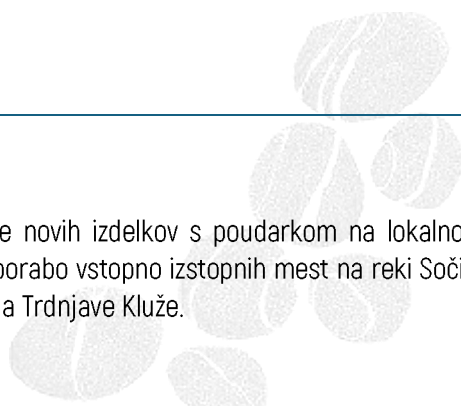 e novih izdelkov s poudarkom na lokalno
porabo vstopno izstopnih mest na reki Soči
a Trdnjave Kluže.